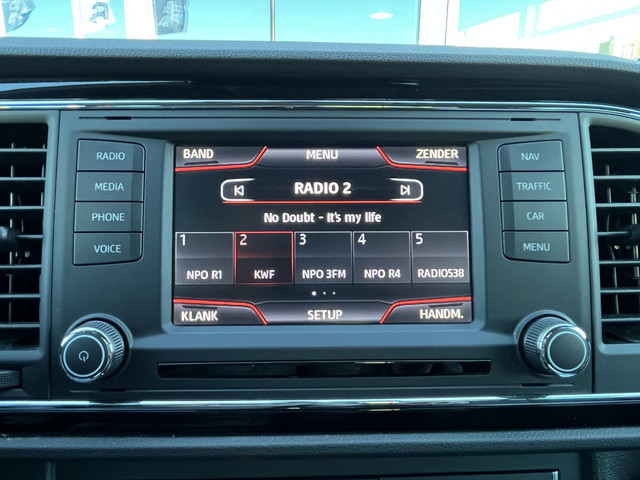 RADIO
MEDIA
PHONE
VOICE
BAND MENU ZENDER
RADIO 2
No Doubt - It's my life
1 2 3 4 5
NPO R1 KWF NPO 3FM NPO R4 RADIO538
KLANK SETUP HANDM.
NAV
TRAFFIC
CAR
MENU